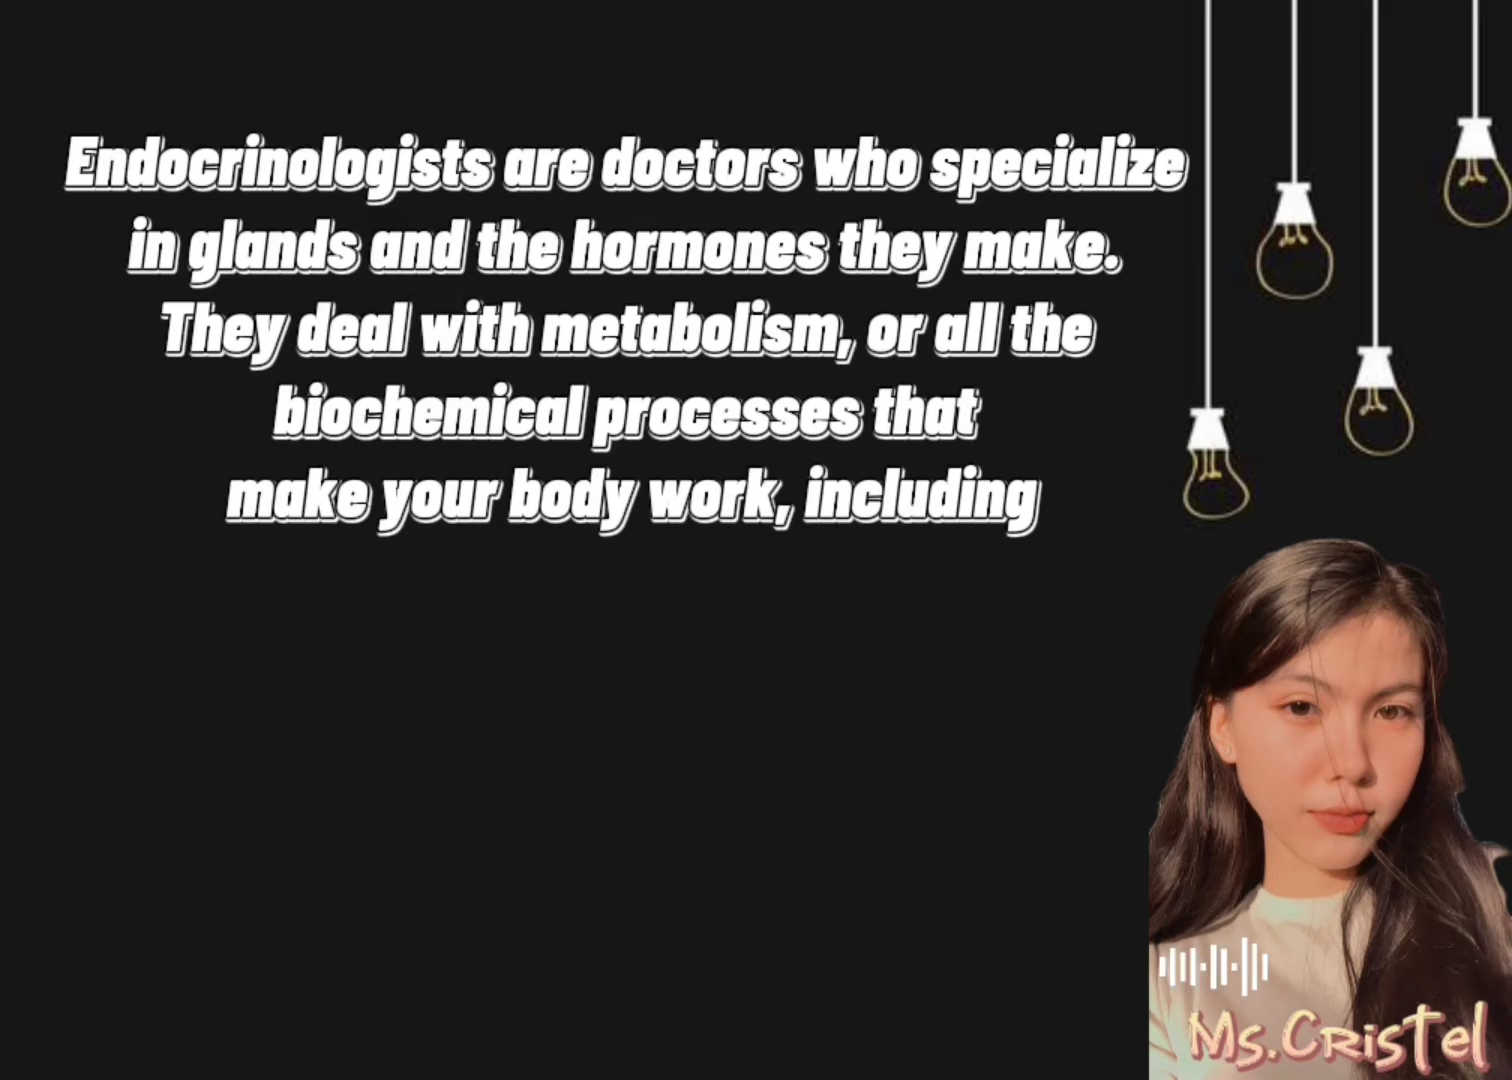 Endocrinologists are doctors who specialize
in glands and the hormones they make.
They deal with metabolism, or all the
biochemical processes that
make your body work, including
Ms.Cristel